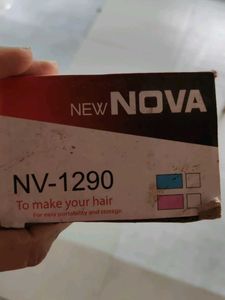 NEW NOVA
NV-1290
To make your hair
For easy portability and storage